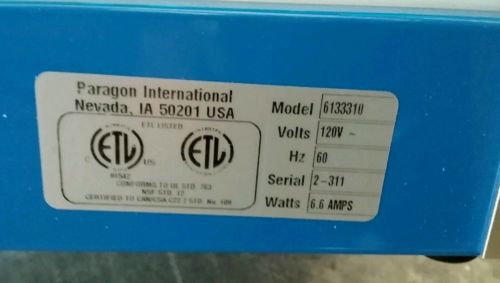 Paragon International
Nevada, IA 50201 USA
ETL LISTED
C ETL US
ETL
CONFORMS TO UL STD. 763
NSF STD. 12
CERTIFIED TO CAN/CSA C22.2 STD. No. 109
Model 6133310
Volts 120V ~
Hz 60
Serial 2-311
Watts 6.6 AMPS